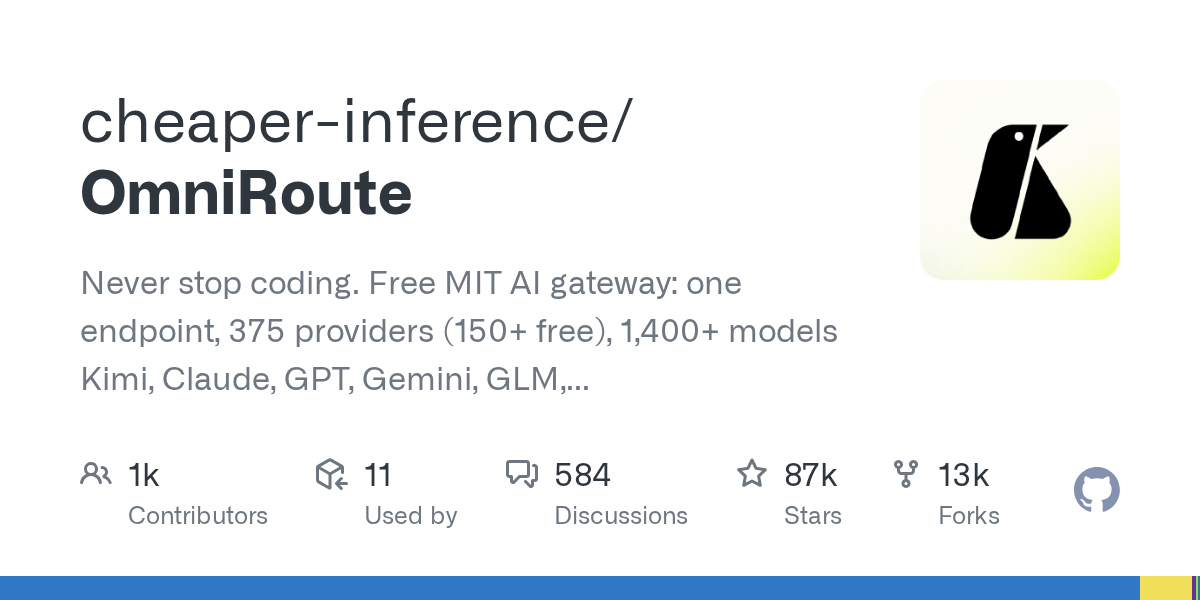 cheaper-inference/
OmniRoute
Never stop coding. Free MIT AI gateway: one
endpoint, 375 providers (150+ free), 1,400+ models
Kimi, Claude, GPT, Gemini, GLM,...
1k
Contributors
11
Used by
584
Discussions
87k
Stars
13k
Forks